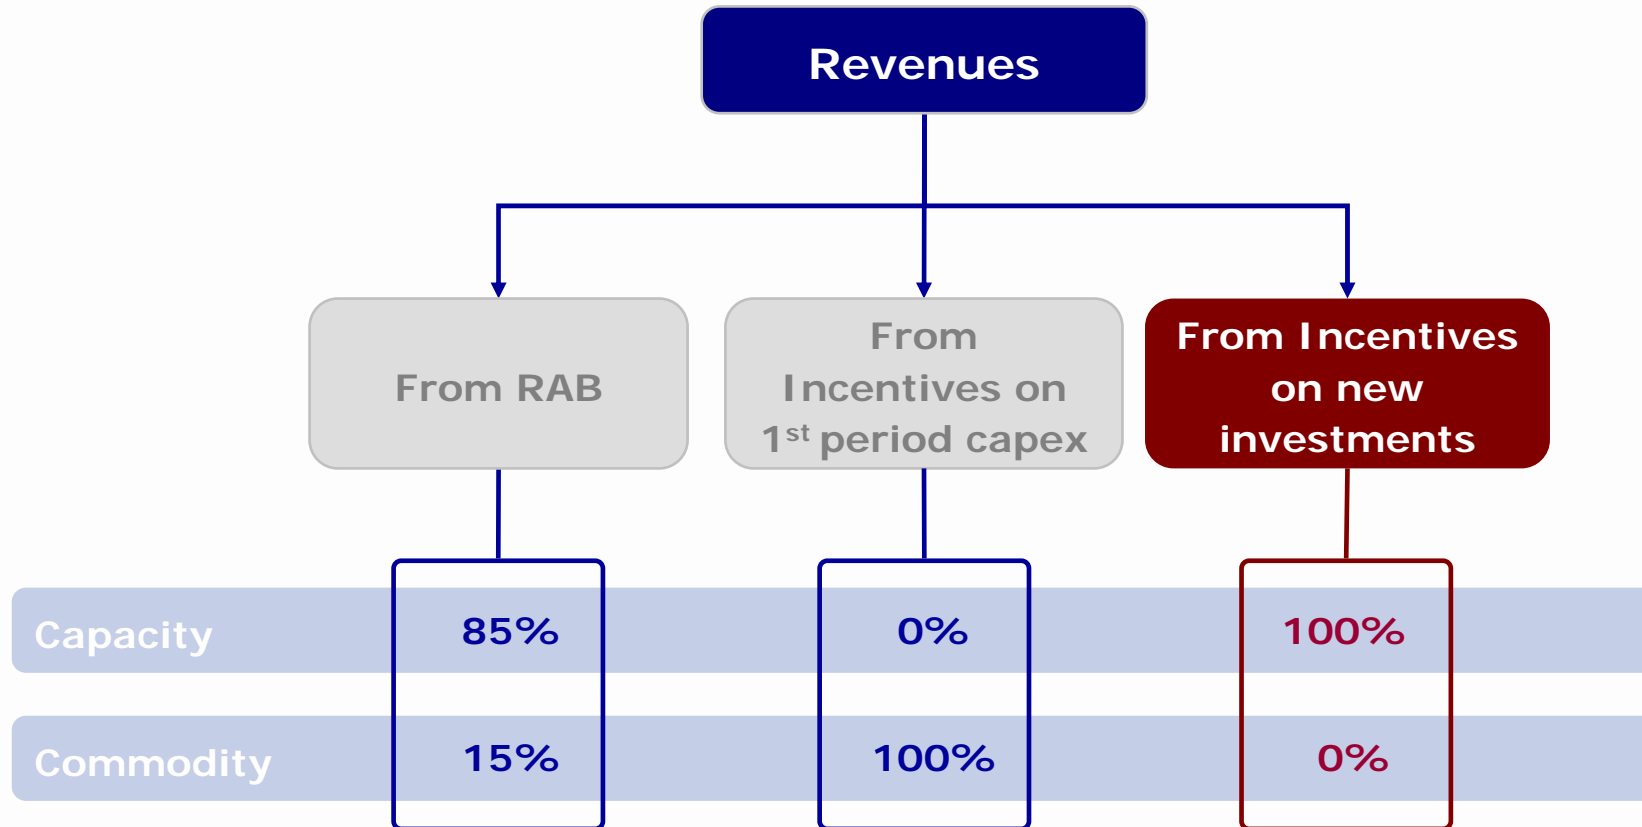 Revenues
From RAB
From
Incentives on
1st period capex
From Incentives
on new
investments
Capacity 85% 0% 100%
Commodity 15% 100% 0%